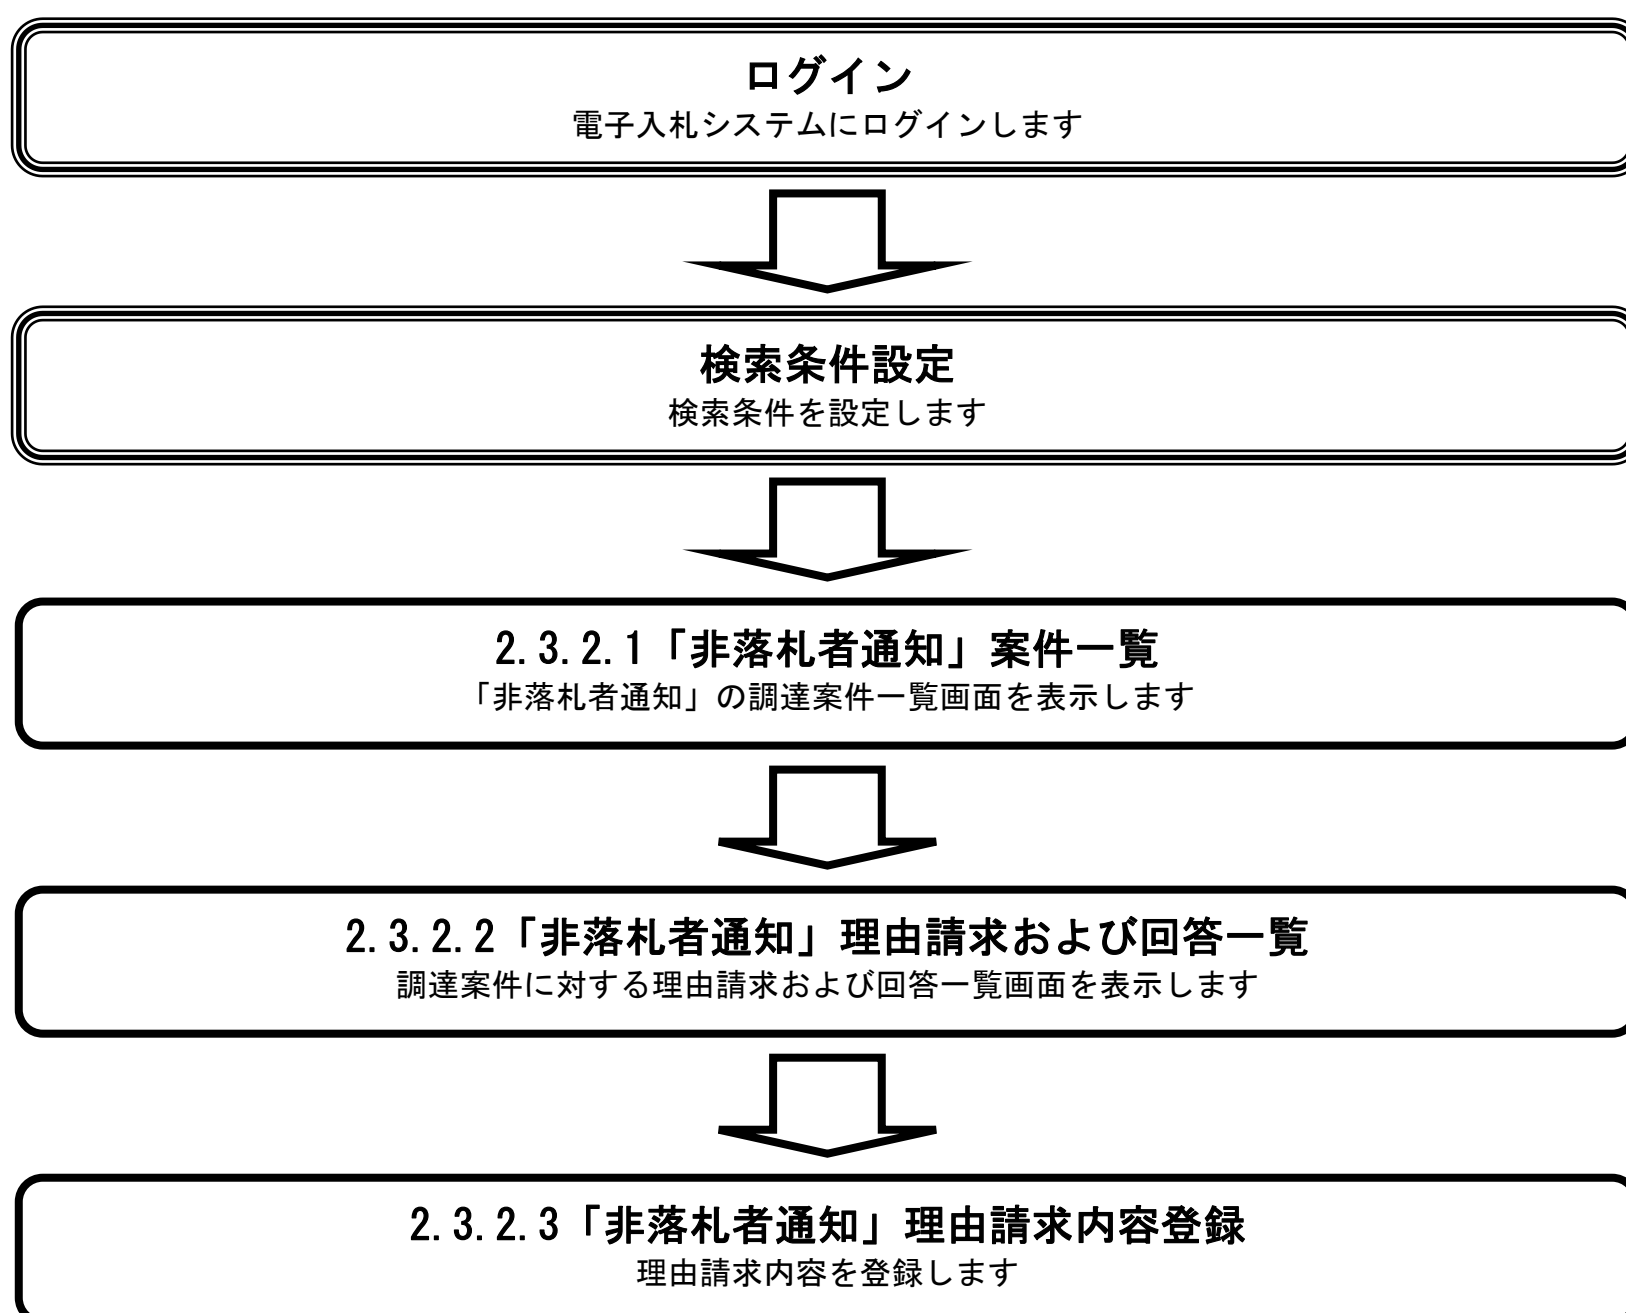 ログイン
電子入札システムにログインします
検索条件設定
検索条件を設定します
2.3.2.1「非落札者通知」案件一覧
「非落札者通知」の調達案件一覧画面を表示します
2.3.2.2「非落札者通知」理由請求および回答一覧
調達案件に対する理由請求および回答一覧画面を表示します
2.3.2.3「非落札者通知」理由請求内容登録
理由請求内容を登録します